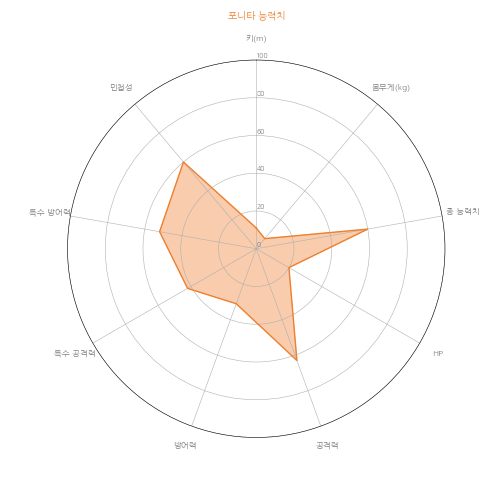 포니타 능력치
키(m)
100
민첩성
몸무게(kg)
80
60
40
특수 방어력
총 능력치
20
0
특수 공격력
HP
방어력
공격력